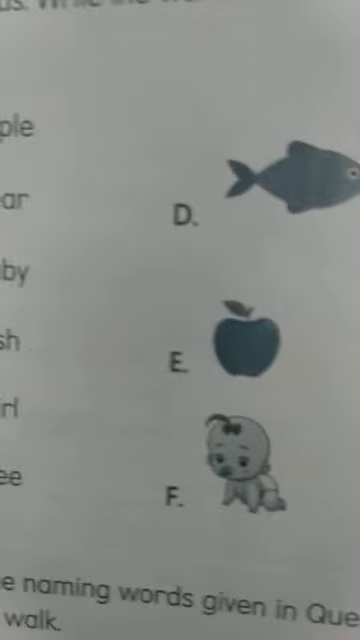 ple
ar
D.
by
sh
E.
rl
ee
F.
e naming words given in Que
walk.